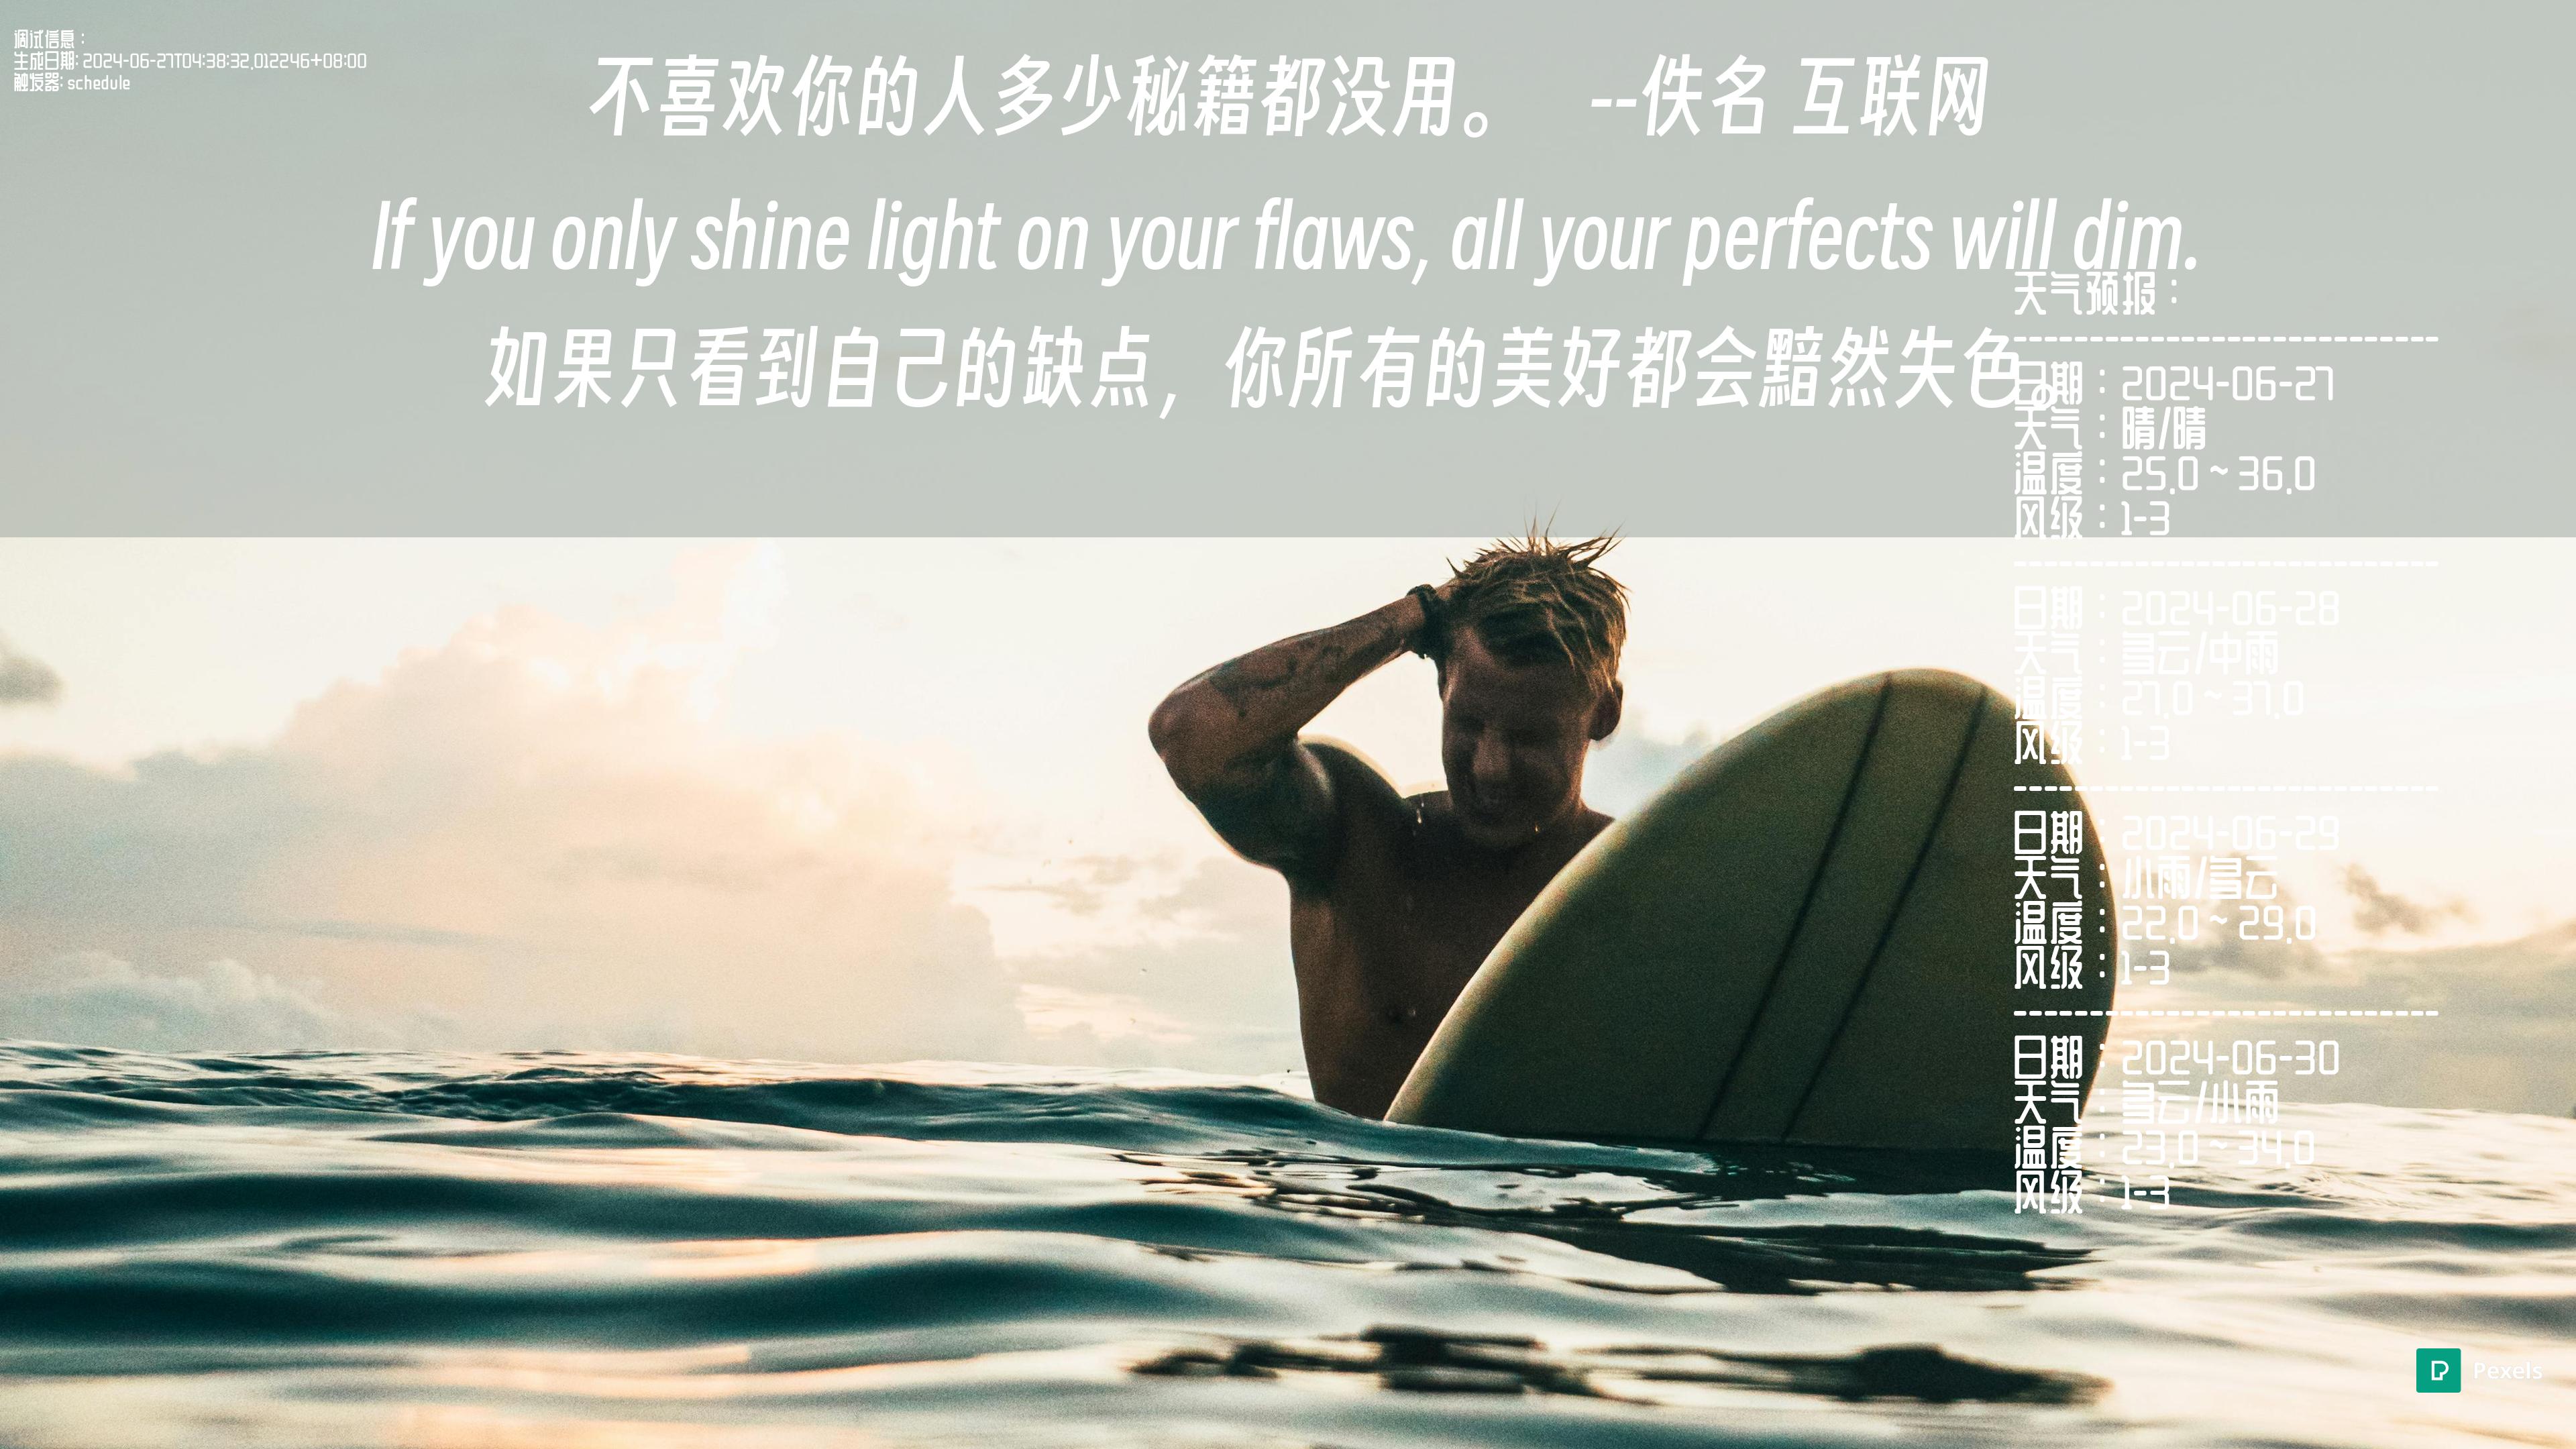 调试信息：
生成日期: 2024-06-27T04:38:32.012246+08:00
触发器: schedule
不喜欢你的人多少秘籍都没用。 --佚名 互联网
If you only shine light on your flaws, all your perfects will dim.
如果只看到自己的缺点，你所有的美好都会黯然失色。
天气预报：
------------------------------
日期：2024-06-27
天气：晴/晴
温度：25.0 ~ 36.0
风级：1-3
------------------------------
日期：2024-06-28
天气：多云/中雨
温度：27.0 ~ 37.0
风级：1-3
------------------------------
日期：2024-06-29
天气：小雨/多云
温度：22.0 ~ 29.0
风级：1-3
------------------------------
日期：2024-06-30
天气：多云/小雨
温度：23.0 ~ 34.0
风级：1-3
Pexels